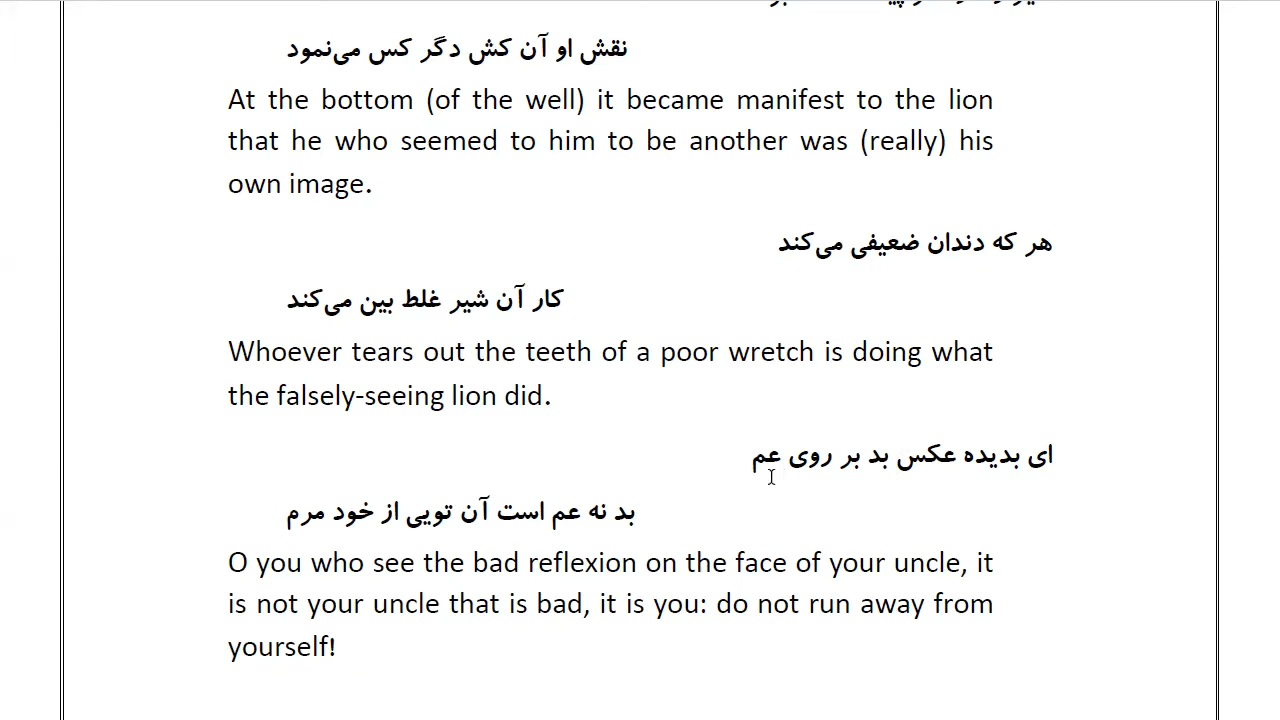 نقش او آن کش دگر کس می‌نمود
At the bottom (of the well) it became manifest to the lion
that he who seemed to him to be another was (really) his
own image.
هر که دندان ضعیفی می‌کند
کار آن شیر غلط بین می‌کند
Whoever tears out the teeth of a poor wretch is doing what
the falsely-seeing lion did.
ای بدیده عکس بد بر روی عم
بد نه عم است آن تویی از خود مرم
O you who see the bad reflexion on the face of your uncle, it
is not your uncle that is bad, it is you: do not run away from
yourself!